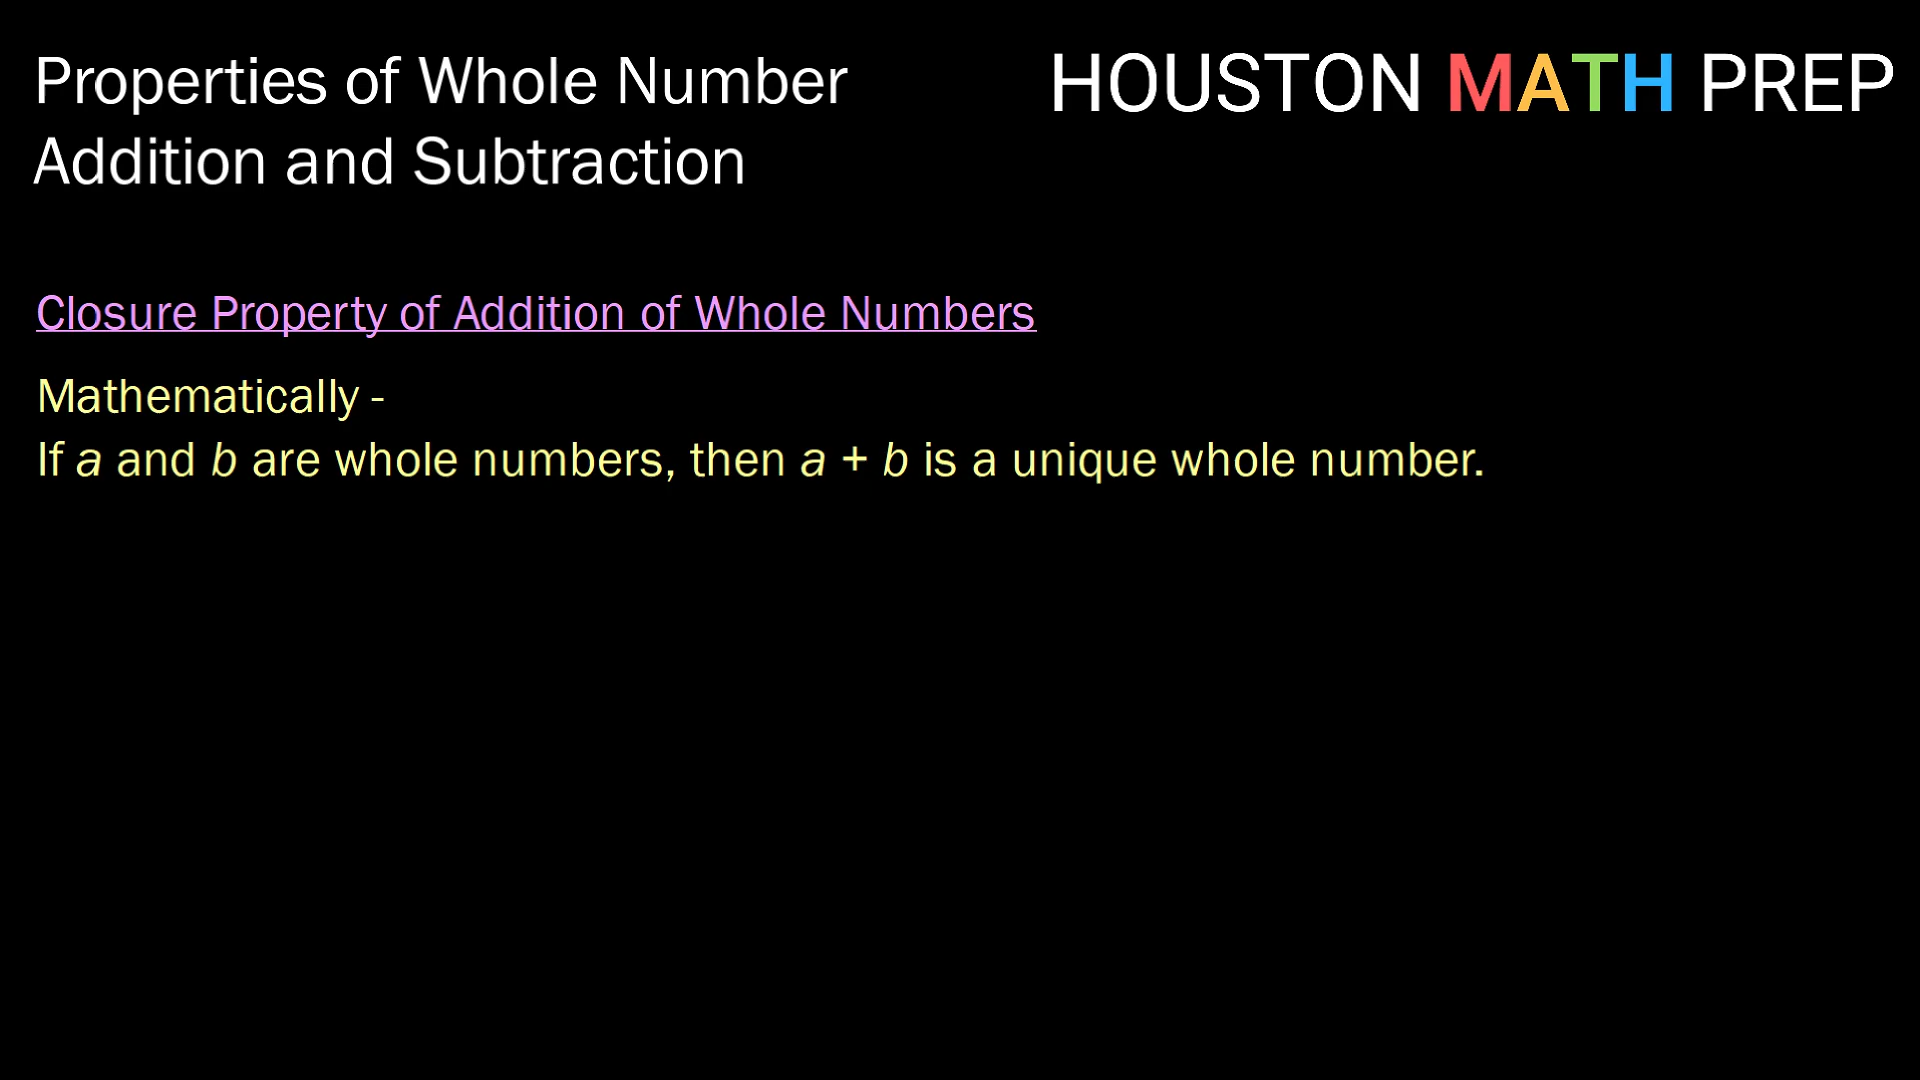 Properties of Whole Number
Addition and Subtraction
HOUSTON MATH PREP
Closure Property of Addition of Whole Numbers
Mathematically -
If a and b are whole numbers, then a + b is a unique whole number.